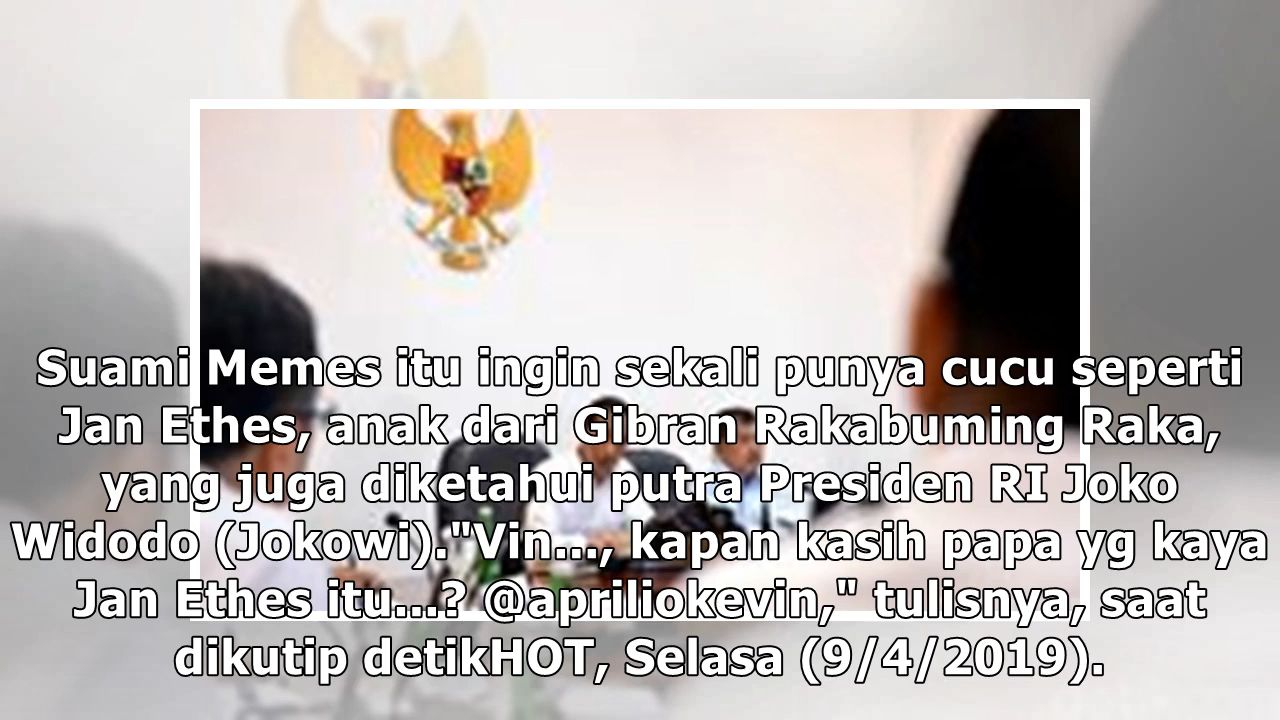 Suami Memes itu ingin sekali punya cucu seperti
Jan Ethes, anak dari Gibran Rakabuming Raka,
yang juga diketahui putra Presiden RI Joko
Widodo (Jokowi)."Vin..., kapan kasih papa yg kaya
Jan Ethes itu...? @apriliokevin," tulisnya, saat
dikutip detikHOT, Selasa (9/4/2019).